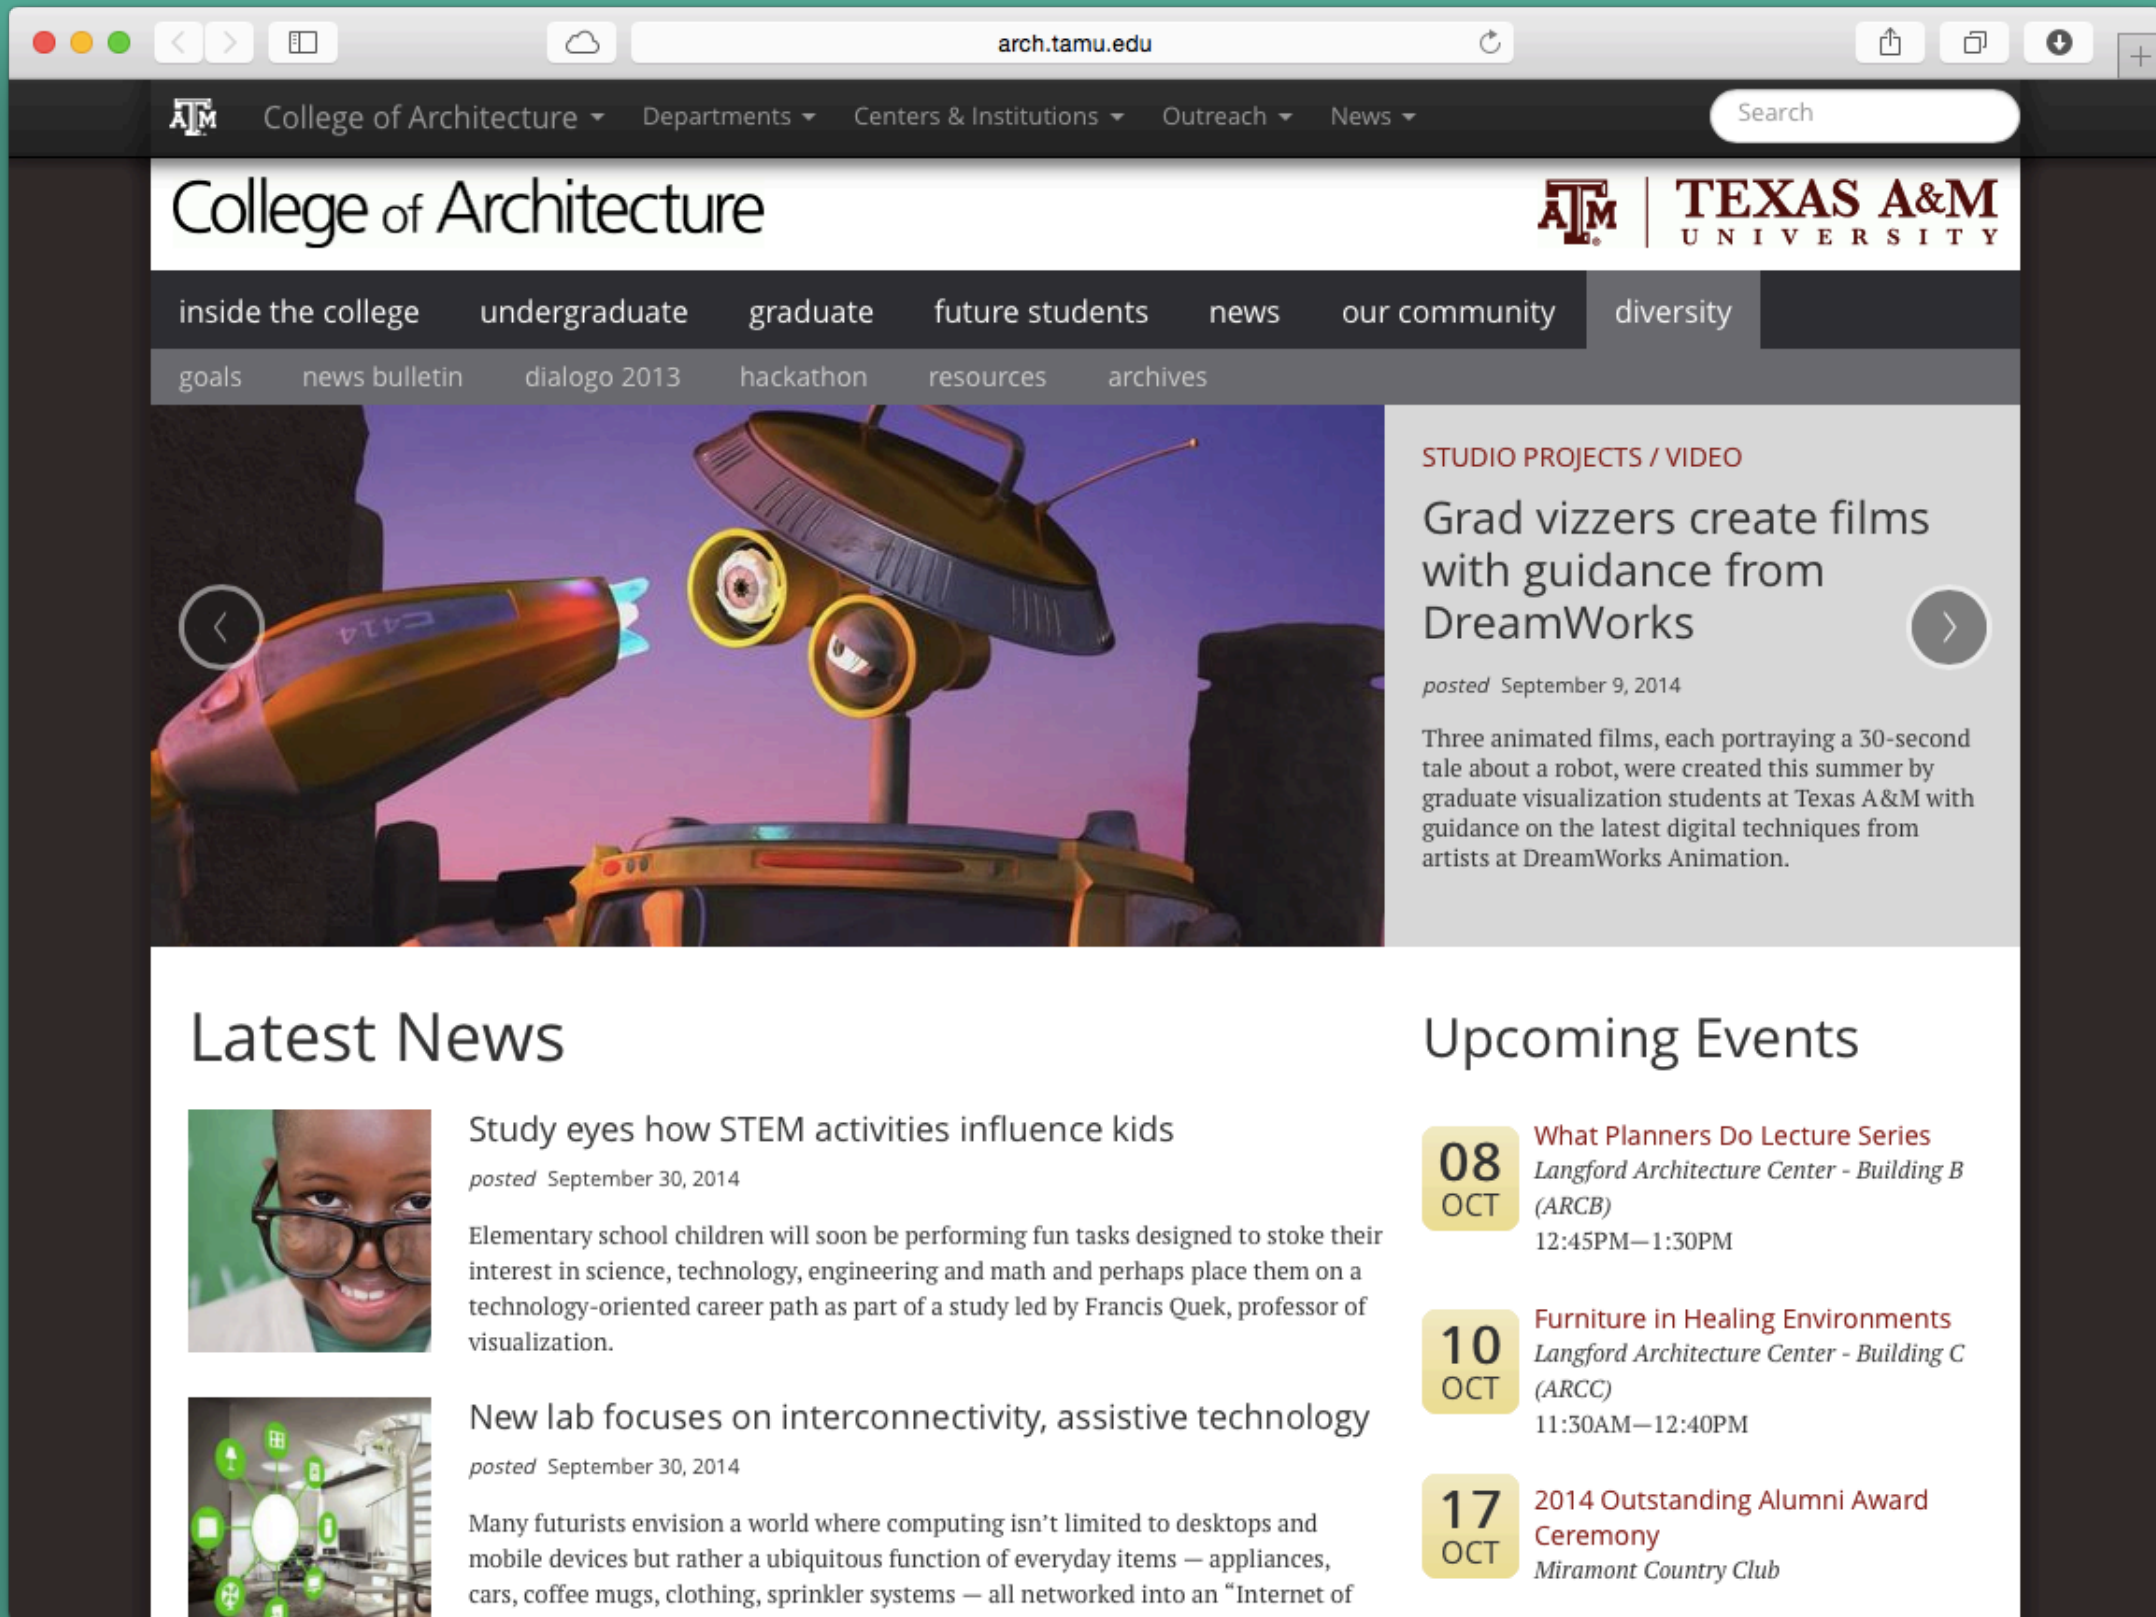 arch.tamu.edu
College of Architecture
Departments
Centers & Institutions
Outreach
News
Search
College of Architecture
ATM
TEXAS A&M
UNIVERSITY
inside the college
undergraduate
graduate
future students
news
our community
diversity
goals
news bulletin
dialogo 2013
hackathon
resources
archives
STUDIO PROJECTS / VIDEO
Grad vizzers create films
with guidance from
DreamWorks
posted September 9, 2014
Three animated films, each portraying a 30-second
tale about a robot, were created this summer by
graduate visualization students at Texas A&M with
guidance on the latest digital techniques from
artists at DreamWorks Animation.
Latest News
Study eyes how STEM activities influence kids
posted September 30, 2014
Elementary school children will soon be performing fun tasks designed to stoke their
interest in science, technology, engineering and math and perhaps place them on a
technology-oriented career path as part of a study led by Francis Quek, professor of
visualization.
New lab focuses on interconnectivity, assistive technology
posted September 30, 2014
Many futurists envision a world where computing isn’t limited to desktops and
mobile devices but rather a ubiquitous function of everyday items — appliances,
cars, coffee mugs, clothing, sprinkler systems — all networked into an “Internet of
Upcoming Events
08
OCT
What Planners Do Lecture Series
Langford Architecture Center - Building B
(ARCB)
12:45PM—1:30PM
10
OCT
Furniture in Healing Environments
Langford Architecture Center - Building C
(ARCC)
11:30AM—12:40PM
17
OCT
2014 Outstanding Alumni Award
Ceremony
Miramont Country Club